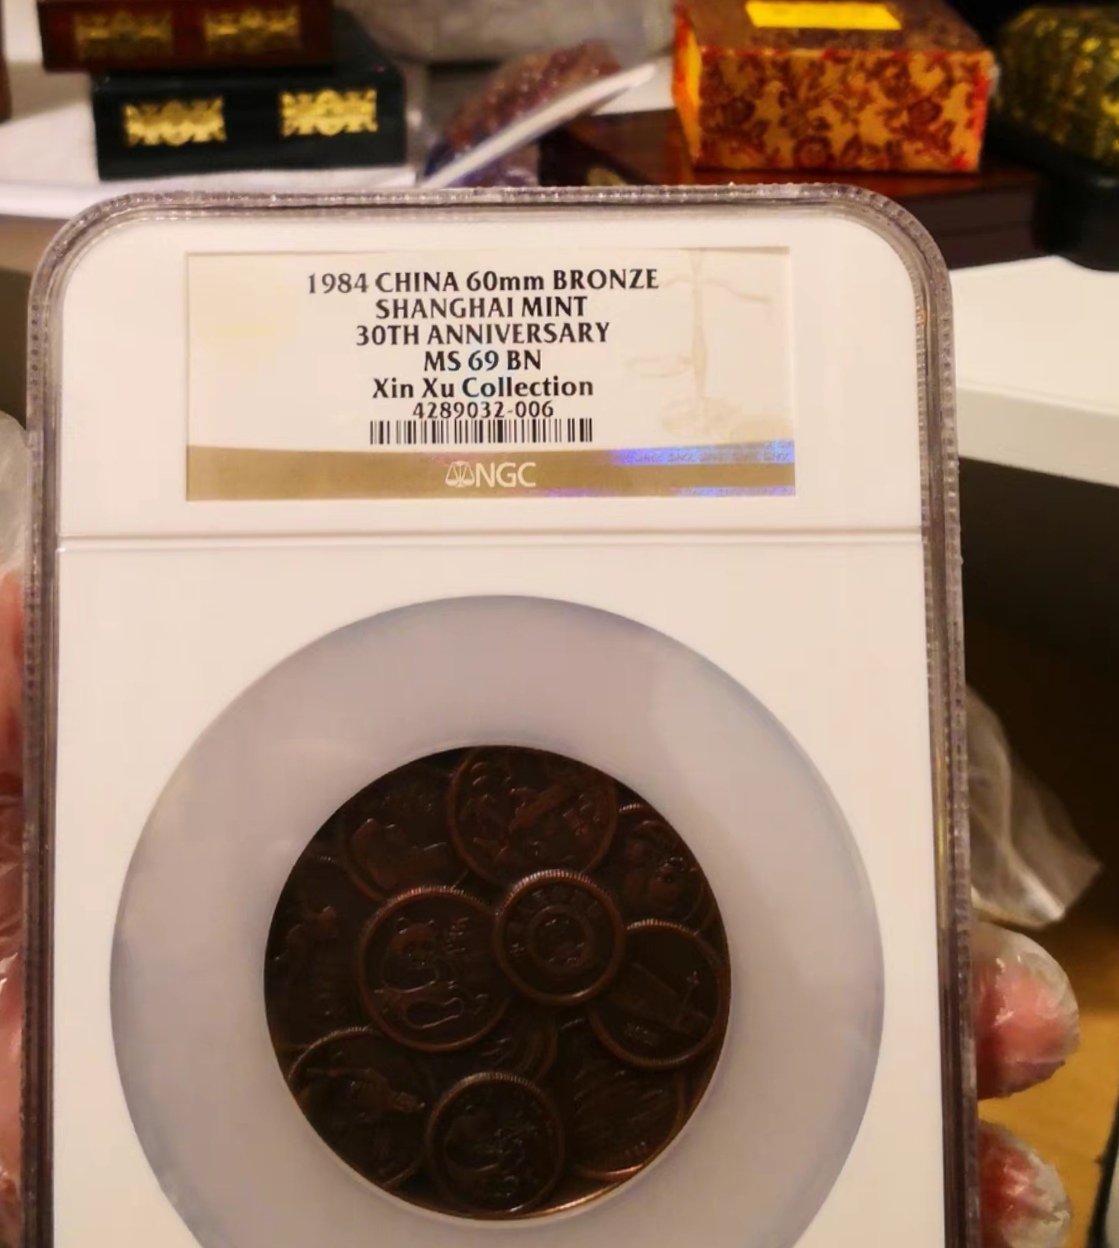 1984 CHINA 60mm BRONZE
SHANGHAI MINT
30TH ANNIVERSARY
MS 69 BN
Xin Xu Collection
4289032-006
NGC